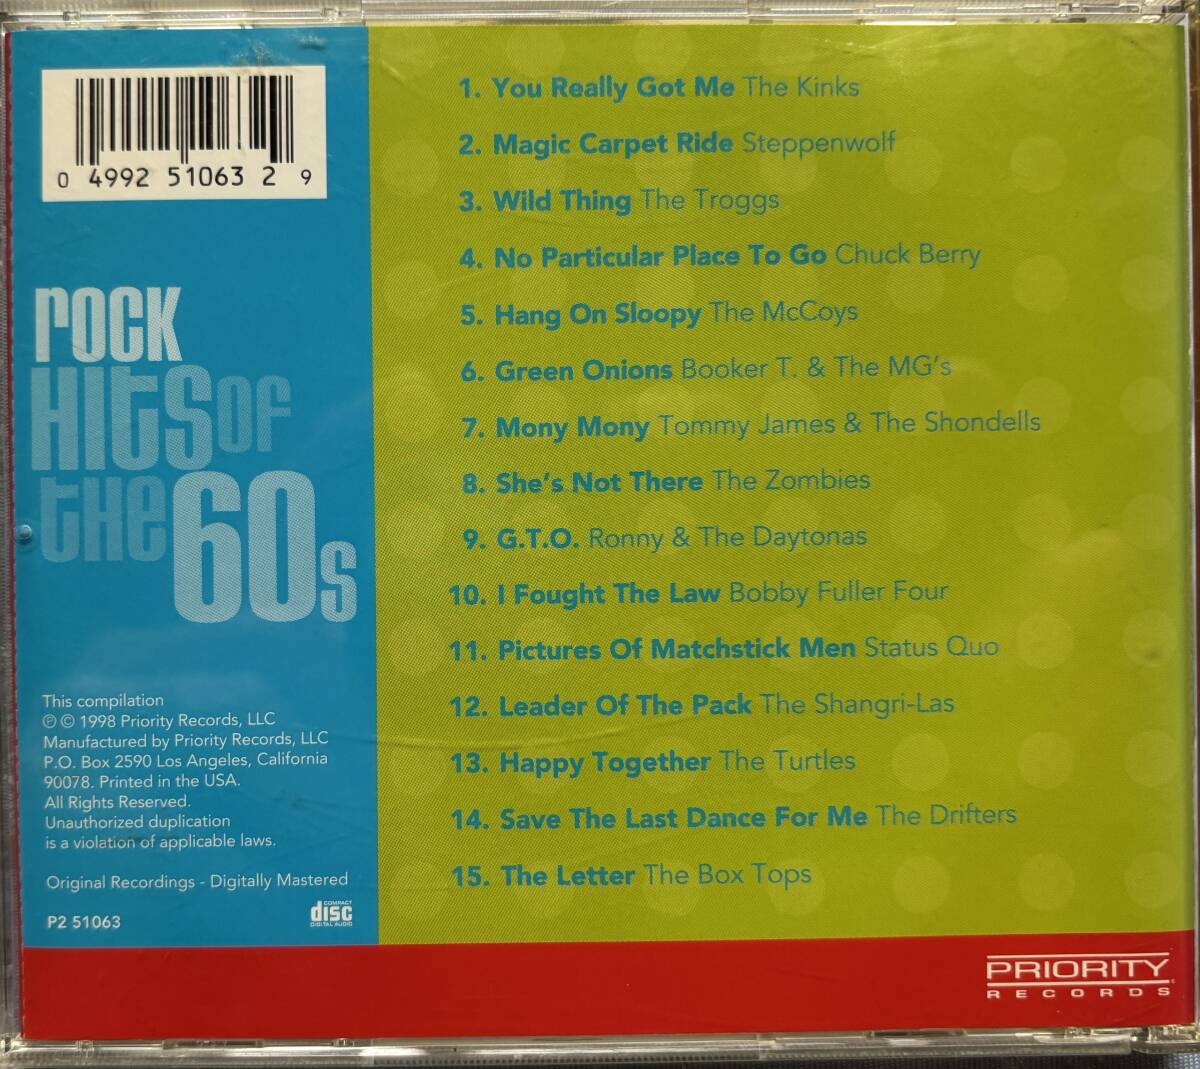 0 4992 51063 2 9
rock
Hits of
the 60s
This compilation
℗ © 1998 Priority Records, LLC
Manufactured by Priority Records, LLC
P.O. Box 2590 Los Angeles, California
90078. Printed in the USA.
All Rights Reserved.
Unauthorized duplication
is a violation of applicable laws.
Original Recordings - Digitally Mastered
P2 51063
COMPACT
disc
DIGITAL AUDIO
1. You Really Got Me The Kinks
2. Magic Carpet Ride Steppenwolf
3. Wild Thing The Troggs
4. No Particular Place To Go Chuck Berry
5. Hang On Sloopy The McCoys
6. Green Onions Booker T. & The MG's
7. Mony Mony Tommy James & The Shondells
8. She's Not There The Zombies
9. G.T.O. Ronny & The Daytonas
10. I Fought The Law Bobby Fuller Four
11. Pictures Of Matchstick Men Status Quo
12. Leader Of The Pack The Shangri-Las
13. Happy Together The Turtles
14. Save The Last Dance For Me The Drifters
15. The Letter The Box Tops
PRIORITY
RECORDS